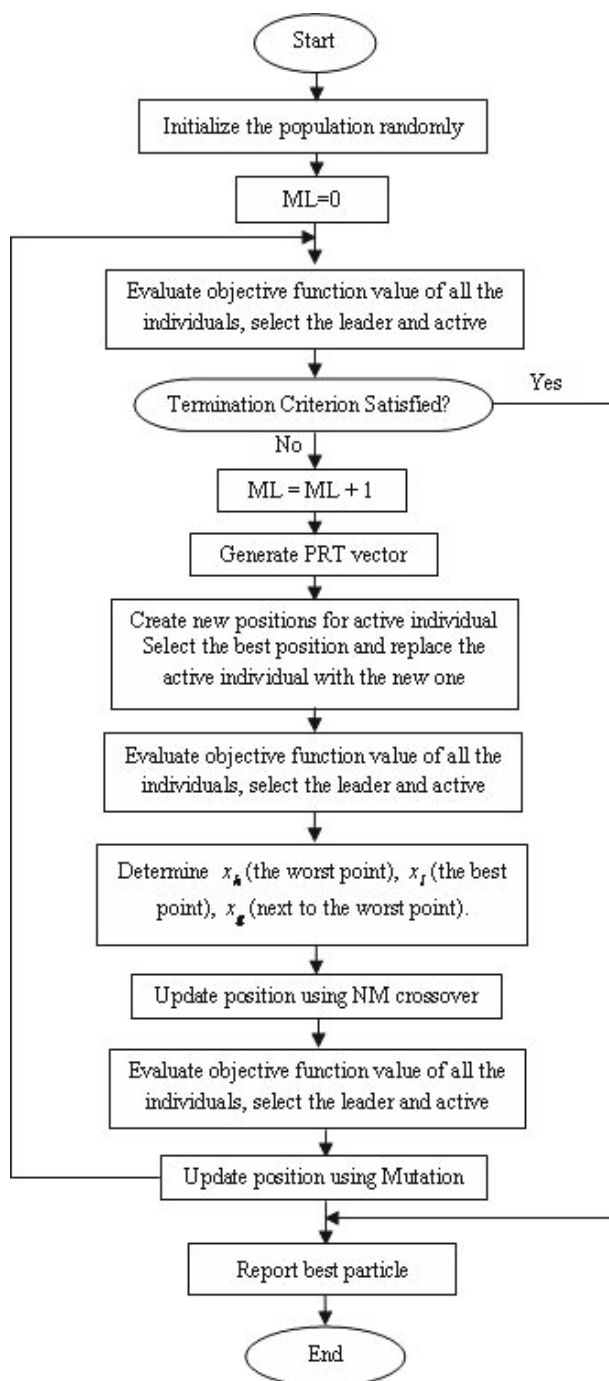 Start
Initialize the population randomly
ML=0
Evaluate objective function value of all the
individuals, select the leader and active
Yes
Termination Criterion Satisfied?
No
ML = ML + 1
Generate PRT vector
Create new positions for active individual
Select the best position and replace the
active individual with the new one
Evaluate objective function value of all the
individuals, select the leader and active
Determine x_h (the worst point), x_l (the best
point), x_g (next to the worst point).
Update position using NM crossover
Evaluate objective function value of all the
individuals, select the leader and active
Update position using Mutation
Report best particle
End